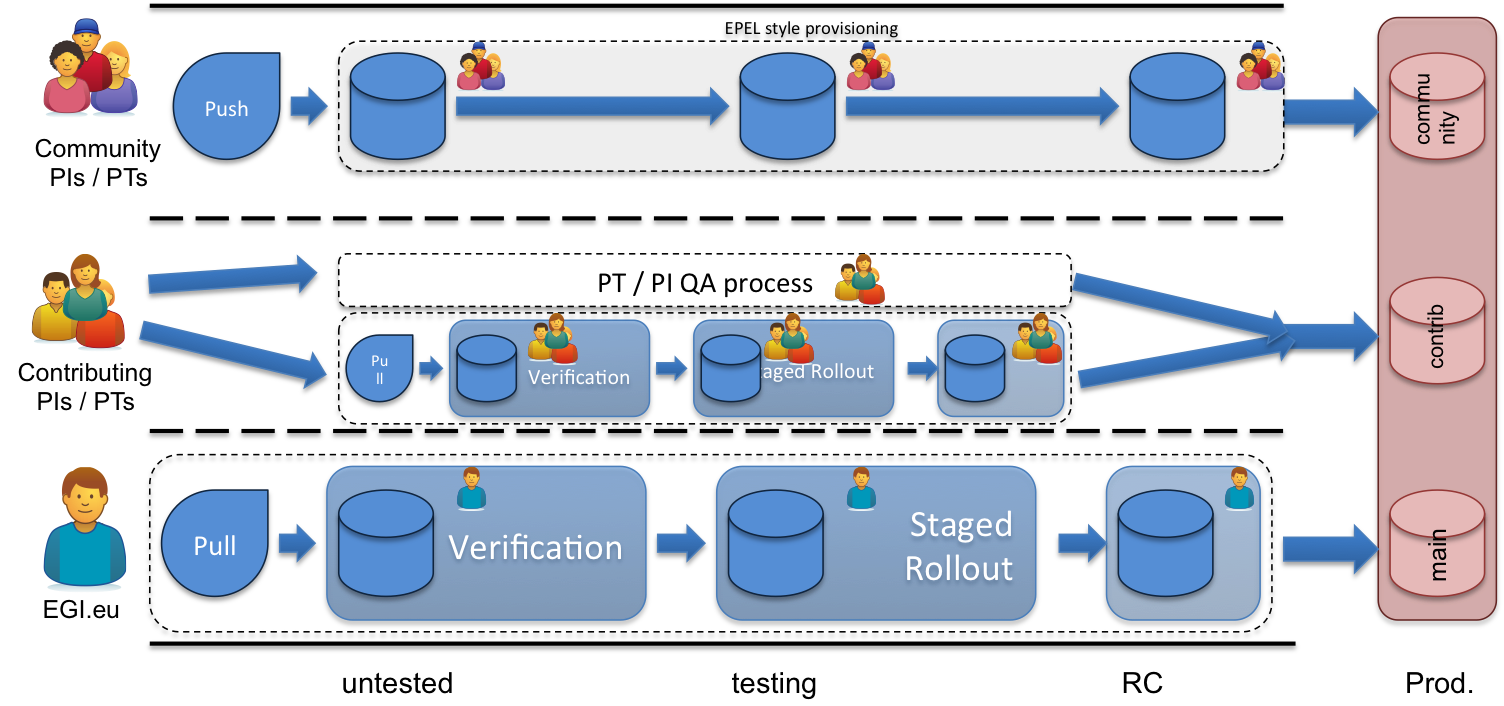 EPEL style provisioning
Push
Community
PIs / PTs
commu
nity
PT / PI QA process
Pu
ll
Verification
aged Rollout
Contributing
PIs / PTs
contrib
Pull
Verification
Staged
Rollout
EGI.eu
main
untested
testing
RC
Prod.